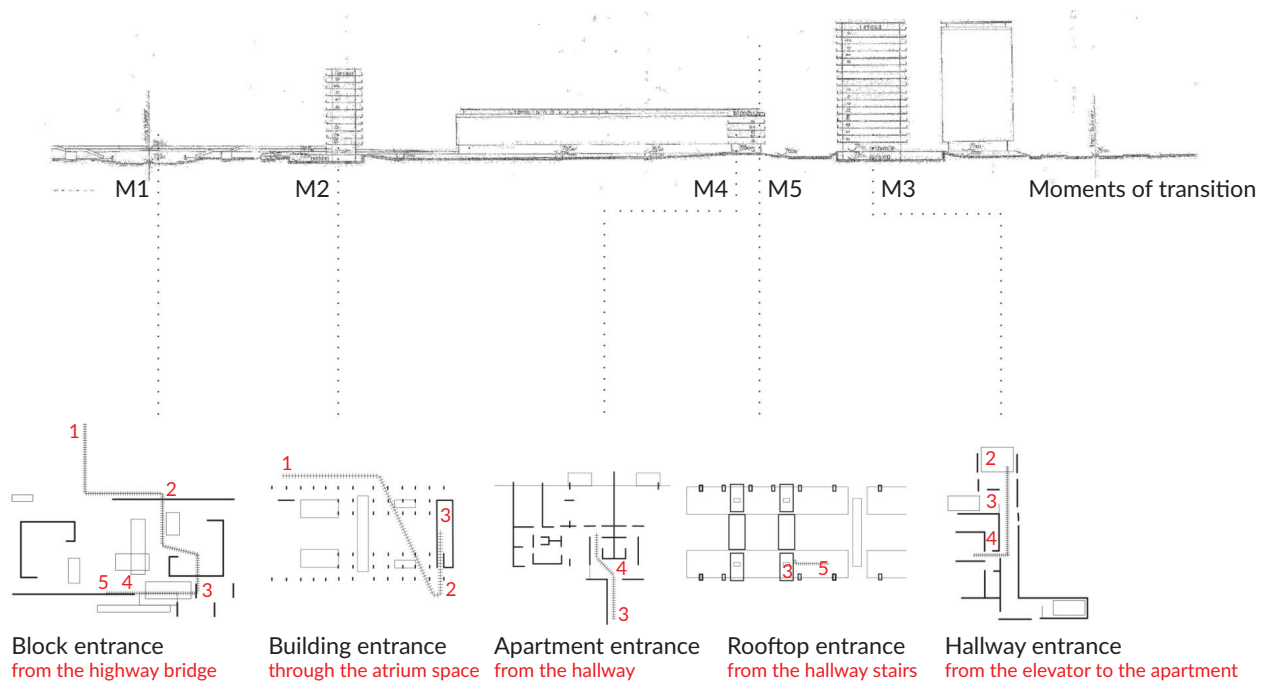 M1
M2
M4
M5
M3
Moments of transition
1
2
3
4
5
1
2
3
3
4
3
5
2
3
4
Block entrance
from the highway bridge
Building entrance
through the atrium space
Apartment entrance
from the hallway
Rooftop entrance
from the hallway stairs
Hallway entrance
from the elevator to the apartment